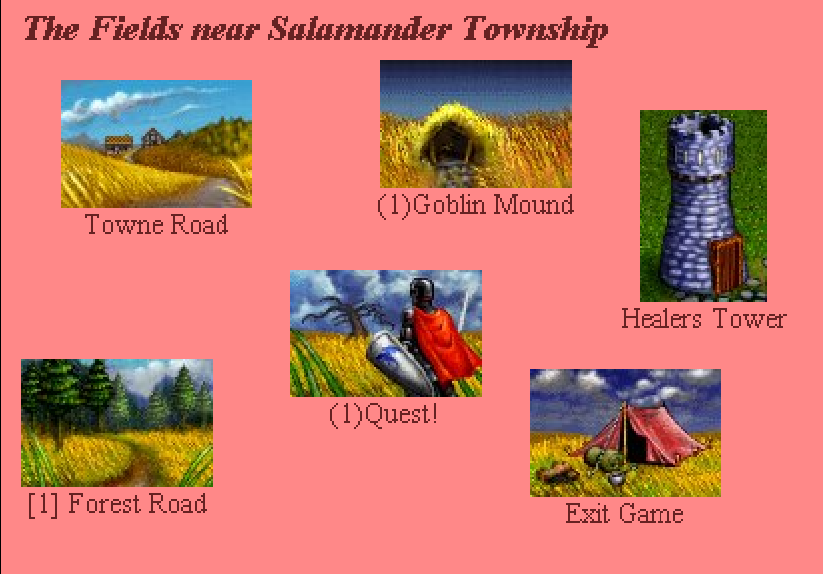 The Fields near Salamander Township
Towne Road
(1)Goblin Mound
Healers Tower
(1)Quest!
[1] Forest Road
Exit Game